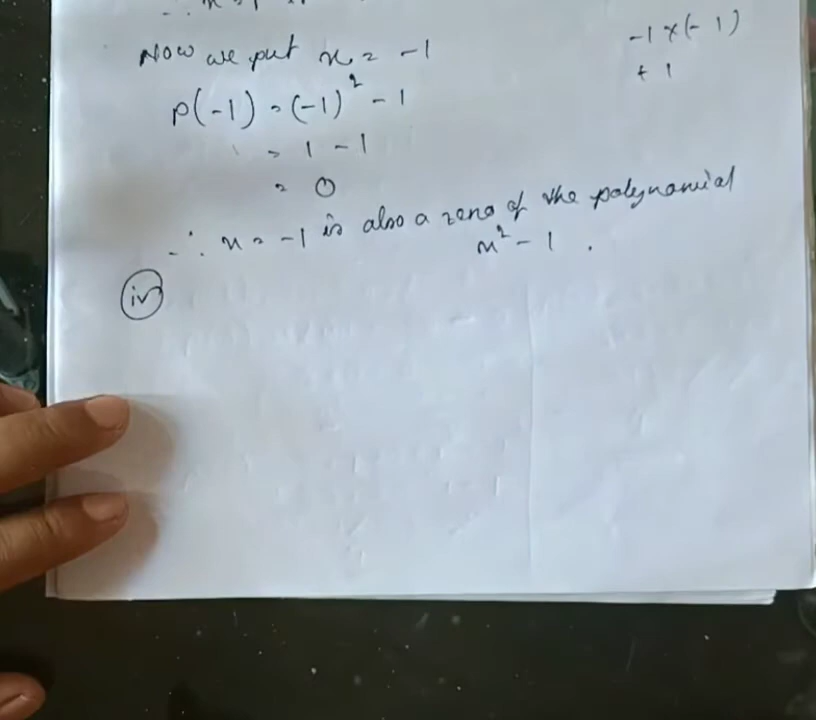 Now we put x = -1
-1 × (-1)
+ 1
P(-1) = (-1)² - 1
= 1 - 1
= 0
∴ x = -1 is also a zero of the polynomial
x² - 1 .
(iv)